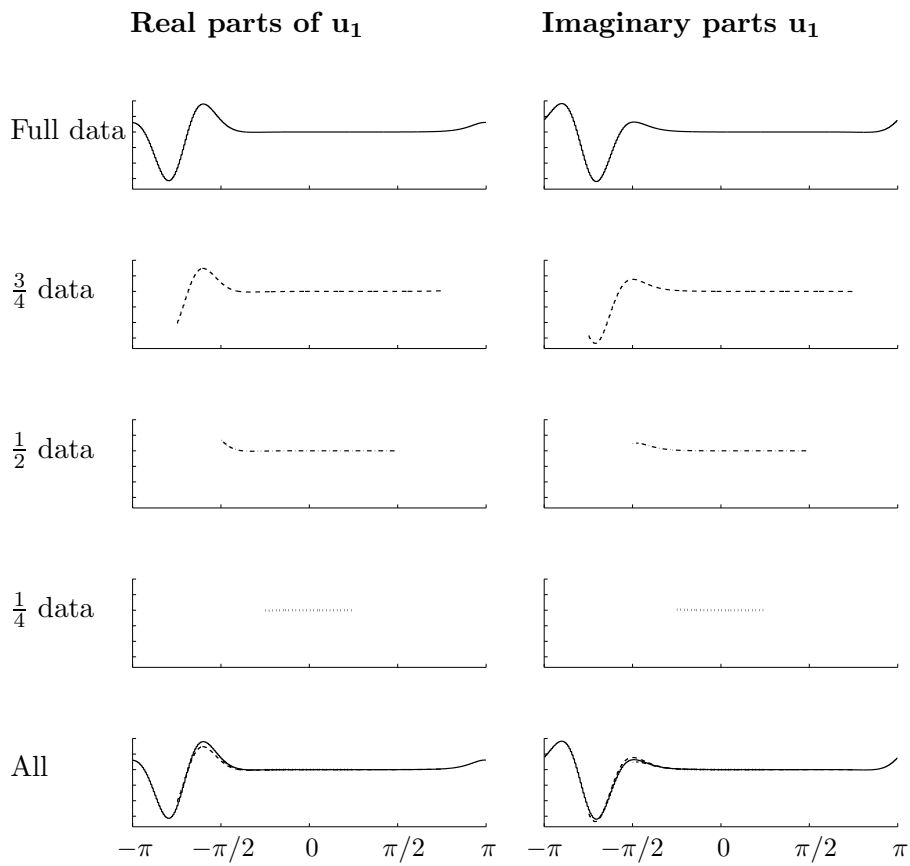 Real parts of u₁ Imaginary parts u₁
Full data
3/4 data
1/2 data
1/4 data
All
−π −π/2 0 π/2 π −π −π/2 0 π/2 π